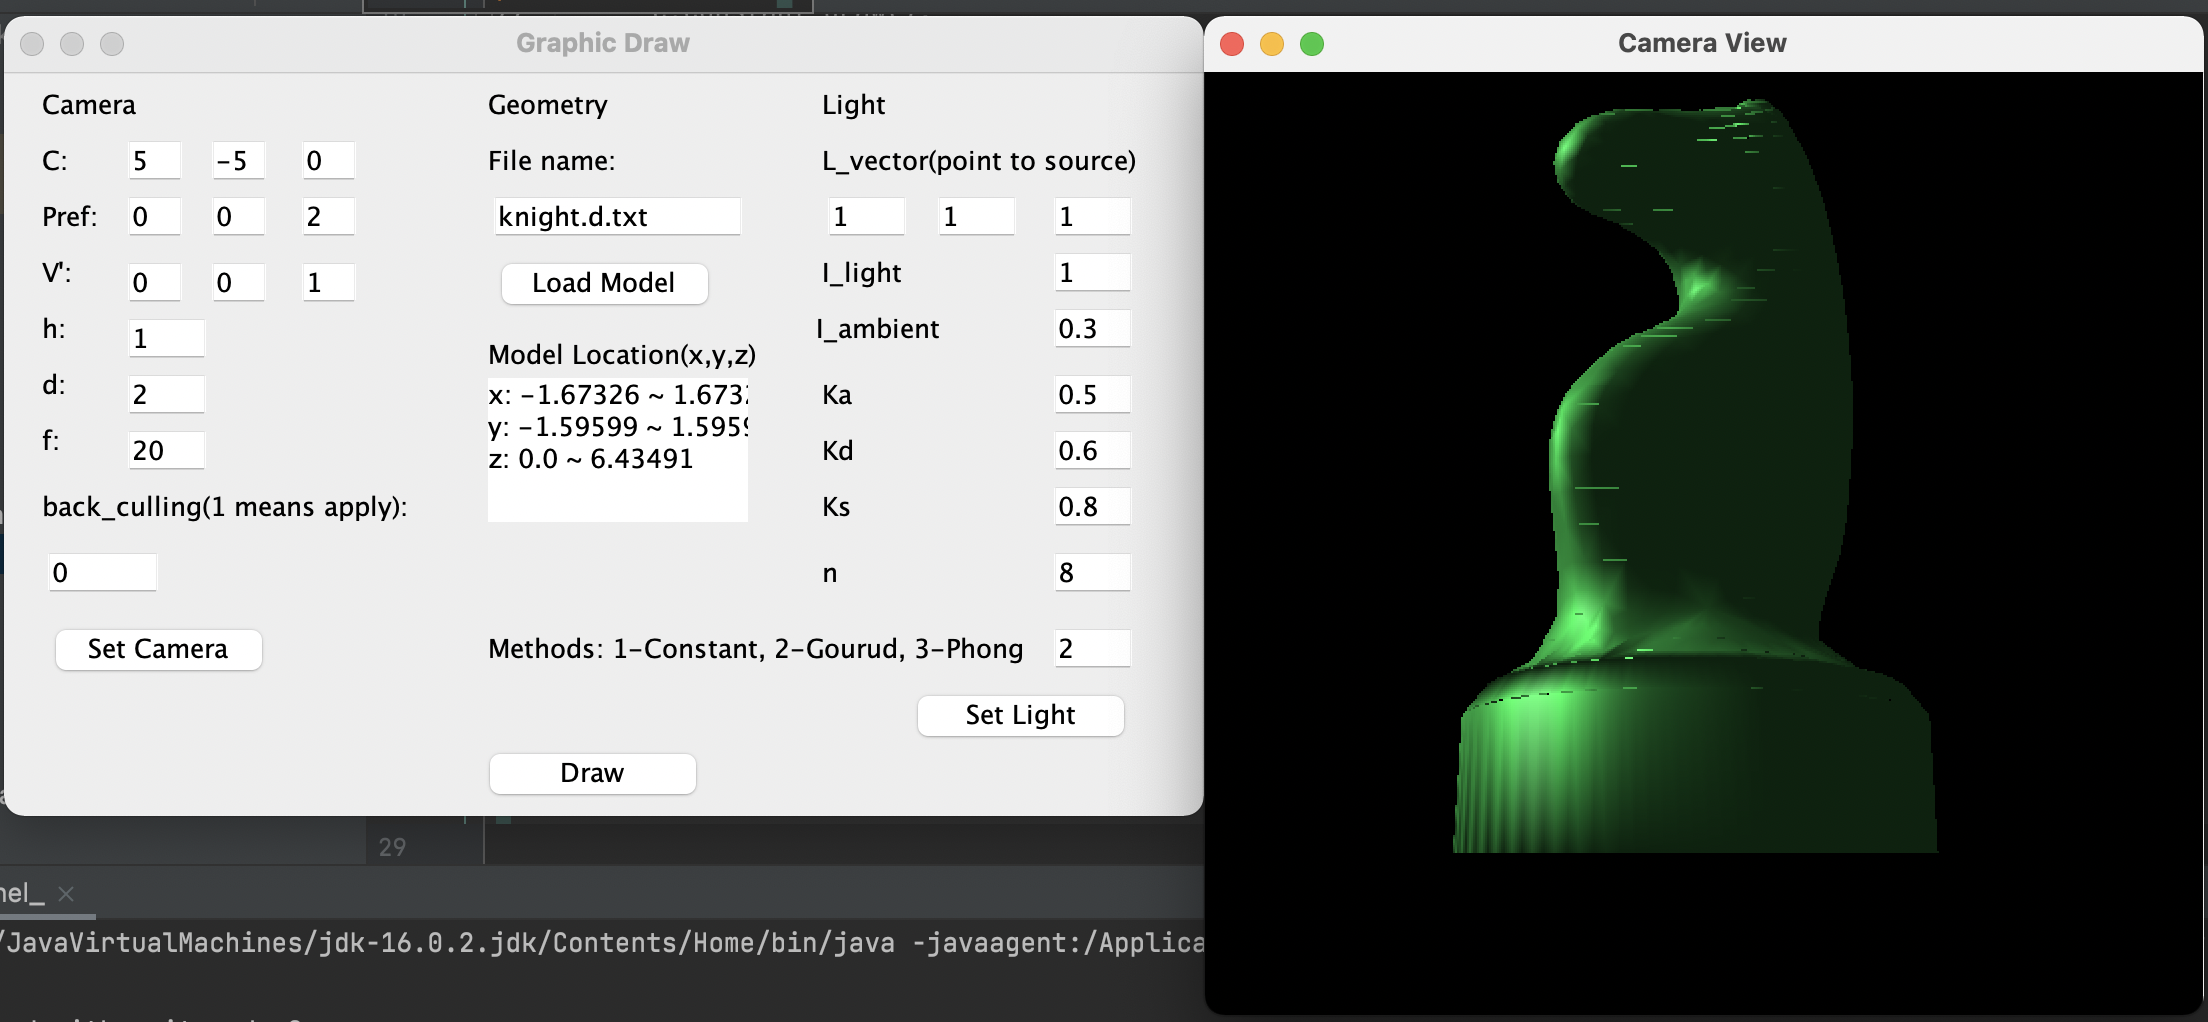 Graphic Draw
Camera View
Camera
Geometry
Light
C: 5 -5 0
File name:
L_vector(point to source)
Pref: 0 0 2
knight.d.txt
1 1 1
V': 0 0 1
Load Model
I_light 1
h: 1
I_ambient 0.3
Model Location(x,y,z)
d: 2
x: -1.67326 ~ 1.673
Ka 0.5
y: -1.59599 ~ 1.595
f: 20
z: 0.0 ~ 6.43491
Kd 0.6
back_culling(1 means apply):
Ks 0.8
0
n 8
Set Camera
Methods: 1-Constant, 2-Gourud, 3-Phong 2
Set Light
Draw
29
nel_
/JavaVirtualMachines/jdk-16.0.2.jdk/Contents/Home/bin/java -javaagent:/Applica